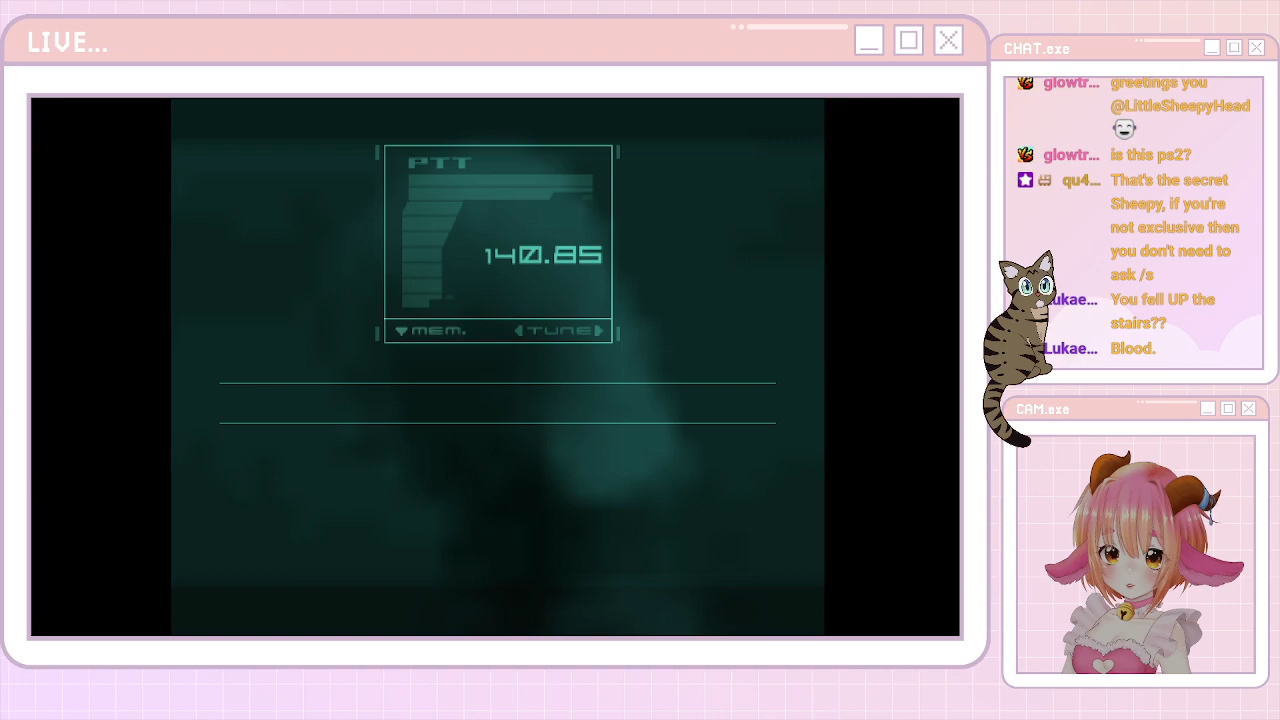 LIVE...
PTT
140.85
MEM.
TUNE
CHAT.exe
glowtr... greetings you
@LittleSheepyHead
glowtr... is this ps2?
qu4... That's the secret
Sheepy, if you're
not exclusive then
you don't need to
ask /s
Lukae... You fell UP the
stairs??
Lukae... Blood.
CAM.exe